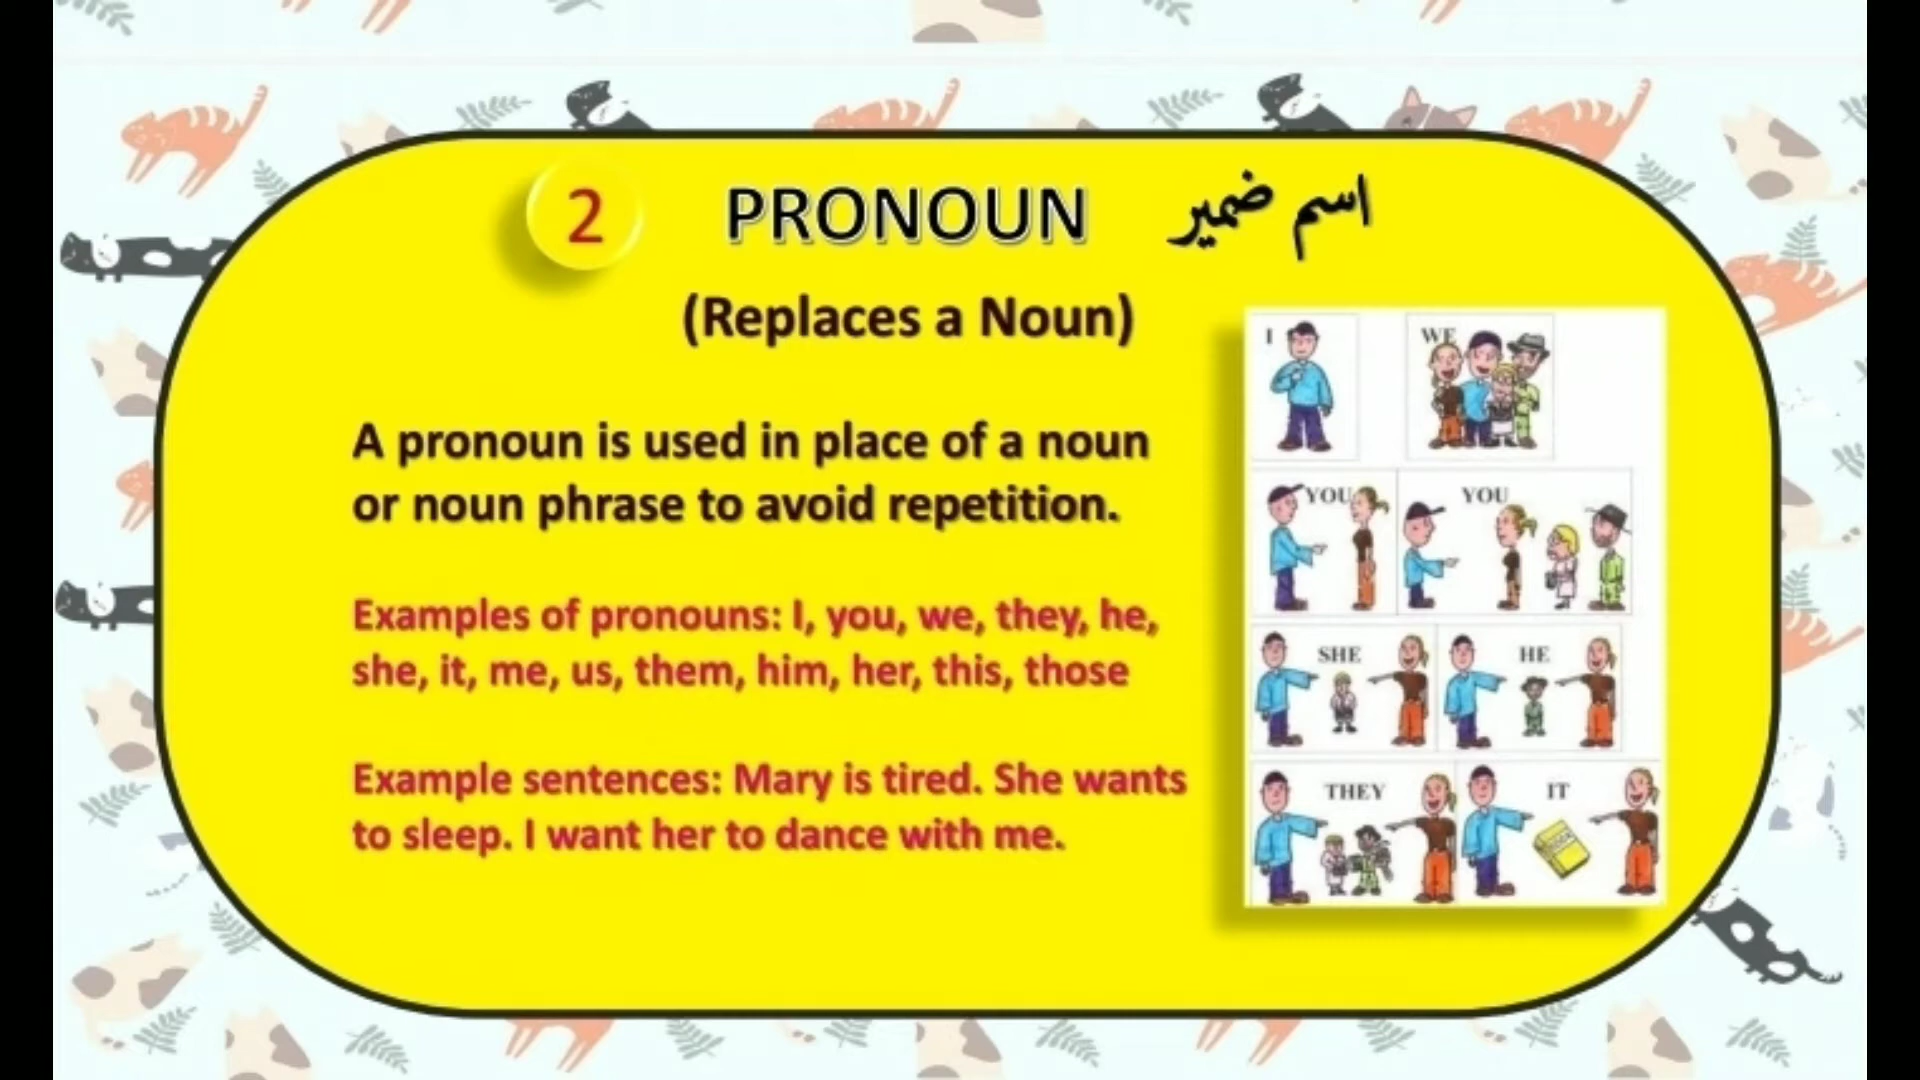 2 PRONOUN اسم ضمیر
(Replaces a Noun)
A pronoun is used in place of a noun
or noun phrase to avoid repetition.
Examples of pronouns: I, you, we, they, he,
she, it, me, us, them, him, her, this, those
Example sentences: Mary is tired. She wants
to sleep. I want her to dance with me.
I WE
YOU YOU
SHE HE
THEY IT